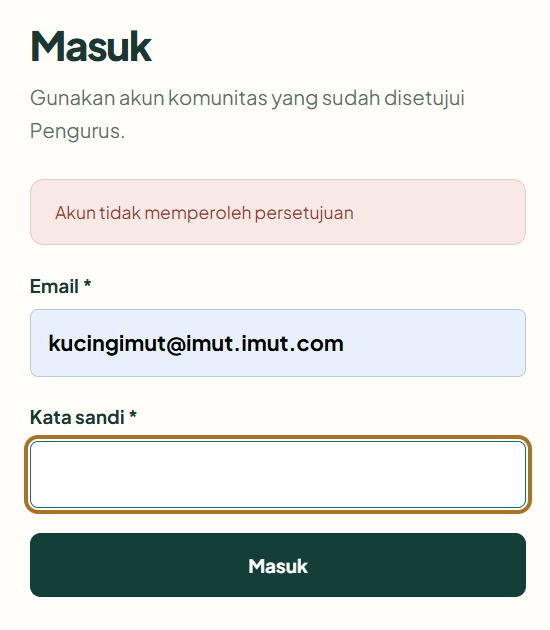 Masuk
Gunakan akun komunitas yang sudah disetujui
Pengurus.
Akun tidak memperoleh persetujuan
Email *
kucingimut@imut.imut.com
Kata sandi *
Masuk